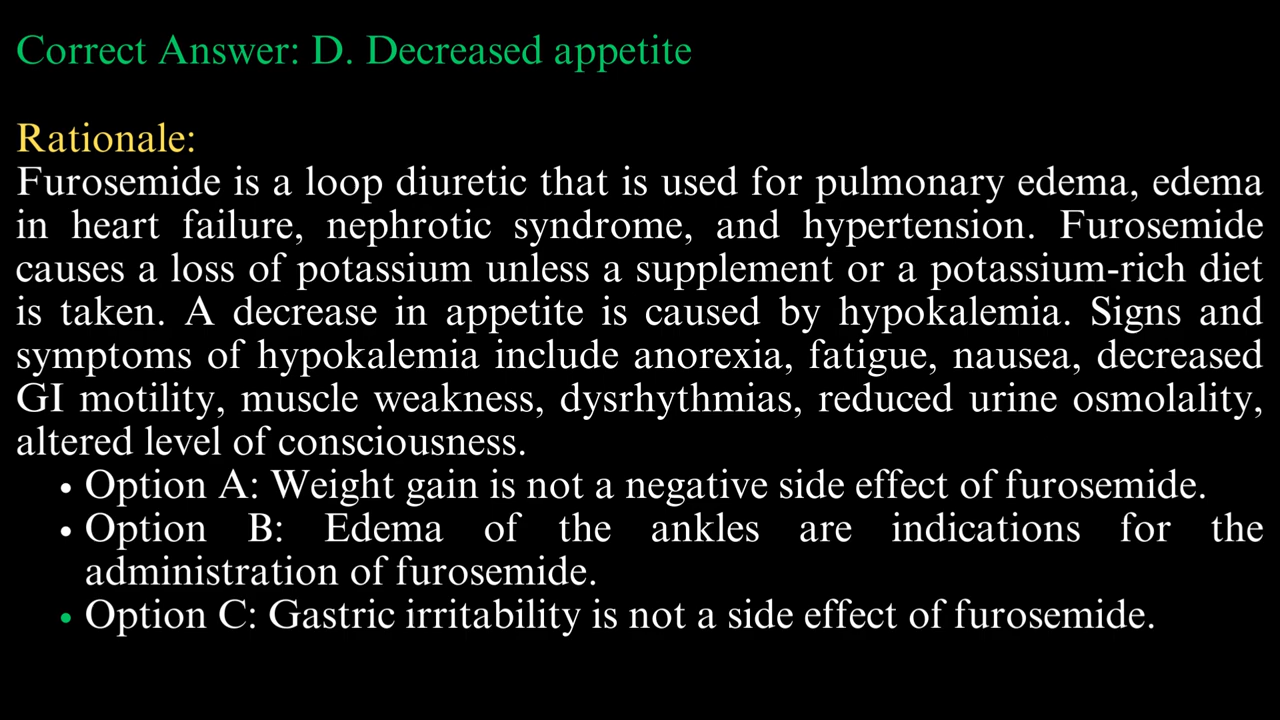 Correct Answer: D. Decreased appetite
Rationale:
Furosemide is a loop diuretic that is used for pulmonary edema, edema
in heart failure, nephrotic syndrome, and hypertension. Furosemide
causes a loss of potassium unless a supplement or a potassium-rich diet
is taken. A decrease in appetite is caused by hypokalemia. Signs and
symptoms of hypokalemia include anorexia, fatigue, nausea, decreased
GI motility, muscle weakness, dysrhythmias, reduced urine osmolality,
altered level of consciousness.
• Option A: Weight gain is not a negative side effect of furosemide.
• Option B: Edema of the ankles are indications for the
administration of furosemide.
• Option C: Gastric irritability is not a side effect of furosemide.